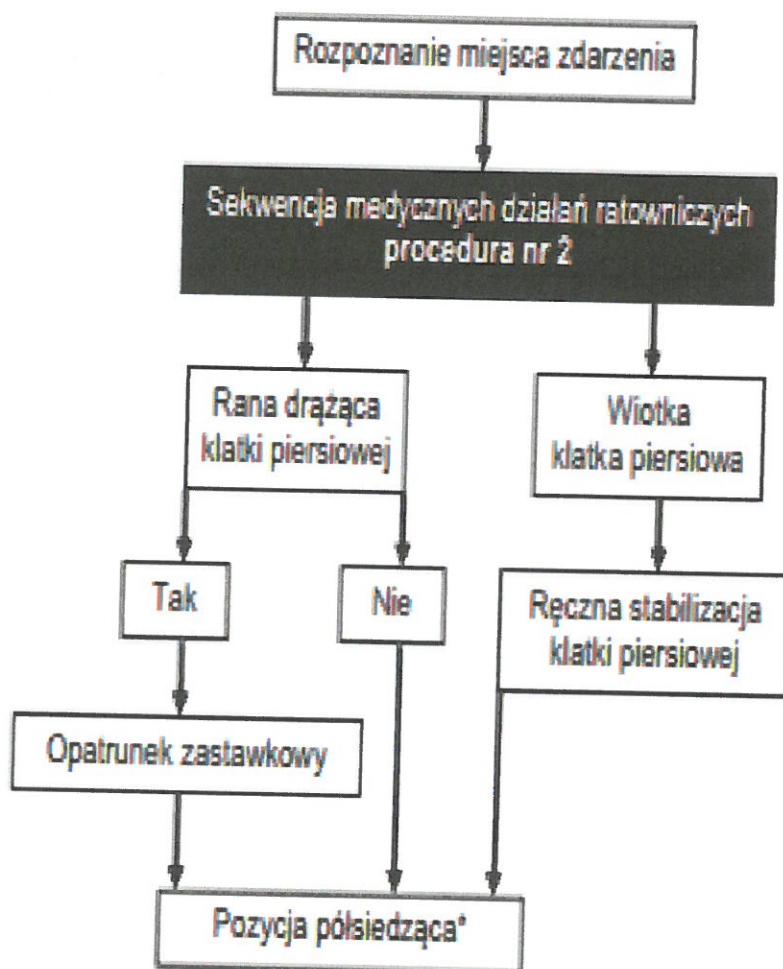 Rozpoznanie miejsca zdarzenia
Sekwencja medycznych działań ratowniczych
procedura nr 2
Rana drążąca
klatki piersiowej
Wiotka
klatka piersiowa
Tak
Nie
Ręczna stabilizacja
klatki piersiowej
Opatrunek zastawkowy
Pozycja półsiedząca*